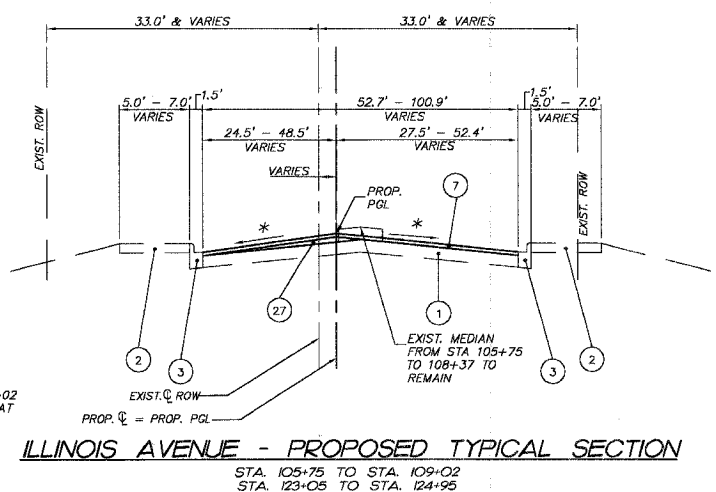 33.0' & VARIES
33.0' & VARIES
EXIST. ROW
5.0' - 7.0'
VARIES
1.5'
52.7' - 100.9'
VARIES
1.5'
5.0' - 7.0'
VARIES
24.5' - 48.5'
VARIES
27.5' - 52.4'
VARIES
VARIES
EXIST. ROW
PROP.
PGL
7
*
*
27
1
2
3
3
2
EXIST. MEDIAN
FROM STA 105+75
TO 108+37 TO
REMAIN
+02
AT
EXIST. ℄ ROW
PROP. ℄ = PROP. PGL
ILLINOIS AVENUE - PROPOSED TYPICAL SECTION
STA. 105+75 TO STA. 109+02
STA. 123+05 TO STA. 124+95